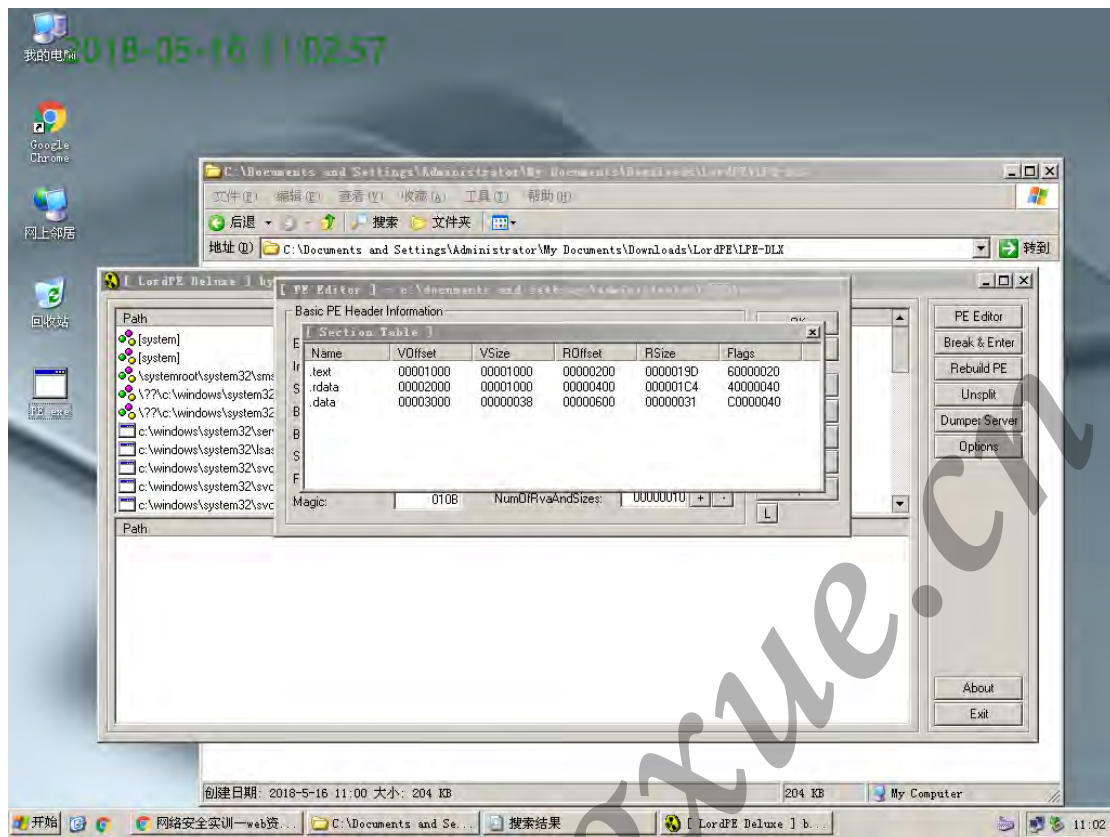 我的电脑
2018-05-16 11:02:57
Google
Chrome
网上邻居
回收站
PE.exe
文件(F) 编辑(E) 查看(V) 收藏(A) 工具(T) 帮助(H)
后退 搜索 文件夹
地址(D) C:\Documents and Settings\Administrator\My Documents\Downloads\LordPE\LPE-DLX 转到
[ LordPE Deluxe ] by
[ PE Editor ] - c:\documents and settings\administrator\
Basic PE Header Information
OK
[ Section Table ]
Name VOffset VSize ROffset RSize Flags
.text 00001000 00001000 00000200 0000019D 60000020
.rdata 00002000 00001000 00000400 000001C4 40000040
.data 00003000 00000038 00000600 00000031 C0000040
Magic: 010B NumOfRvaAndSizes: 00000010 + -
L
Path
[system]
[system]
\systemroot\system32\sms
\??\c:\windows\system32
\??\c:\windows\system32
c:\windows\system32\ser
c:\windows\system32\lsas
c:\windows\system32\svc
c:\windows\system32\svc
c:\windows\system32\svc
Path
PE Editor
Break & Enter
Rebuild PE
Unsplit
Dumper Server
Options
About
Exit
创建日期: 2018-5-16 11:00 大小: 204 KB 204 KB My Computer
开始 网络安全实训—web资... C:\Documents and Se... 搜索结果 [ LordPE Deluxe ] b... 11:02